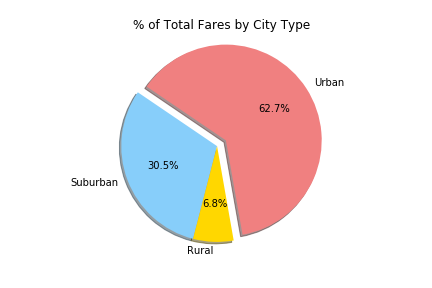 % of Total Fares by City Type
Urban
62.7%
30.5%
Suburban
6.8%
Rural